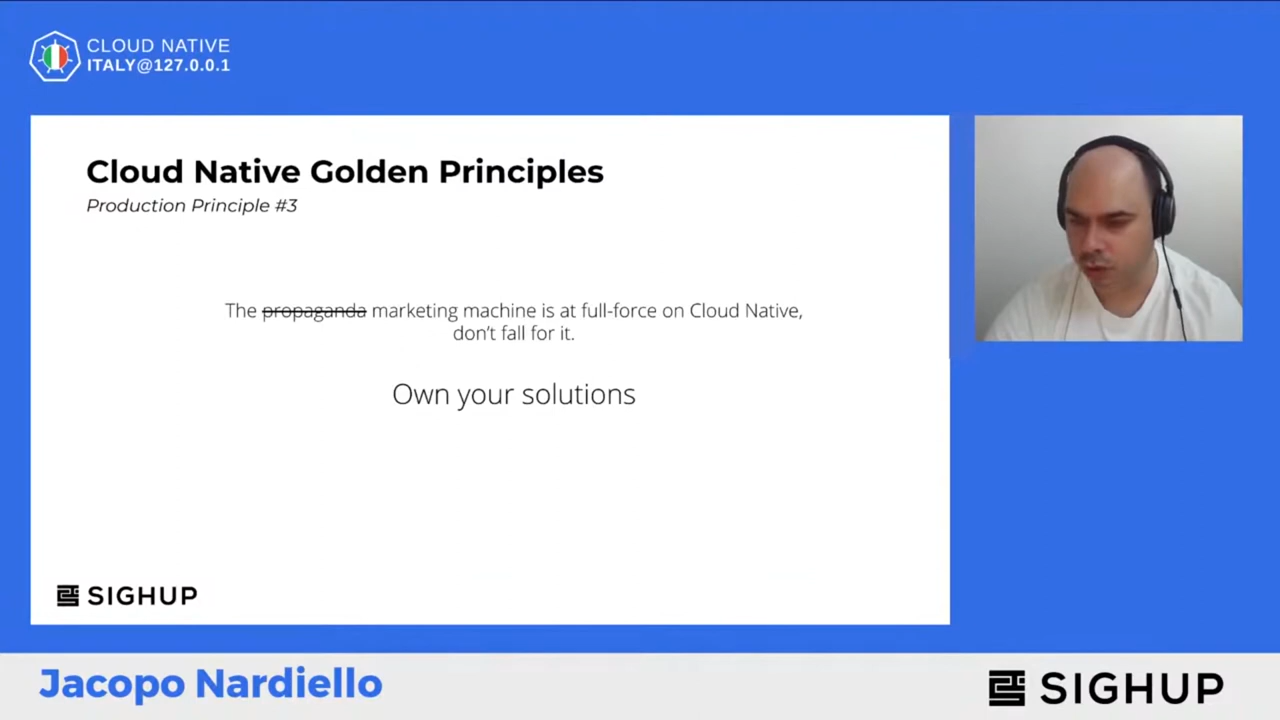 CLOUD NATIVE
ITALY@127.0.0.1
Cloud Native Golden Principles
Production Principle #3
The propaganda marketing machine is at full-force on Cloud Native,
don't fall for it.
Own your solutions
SIGHUP
Jacopo Nardiello
SIGHUP